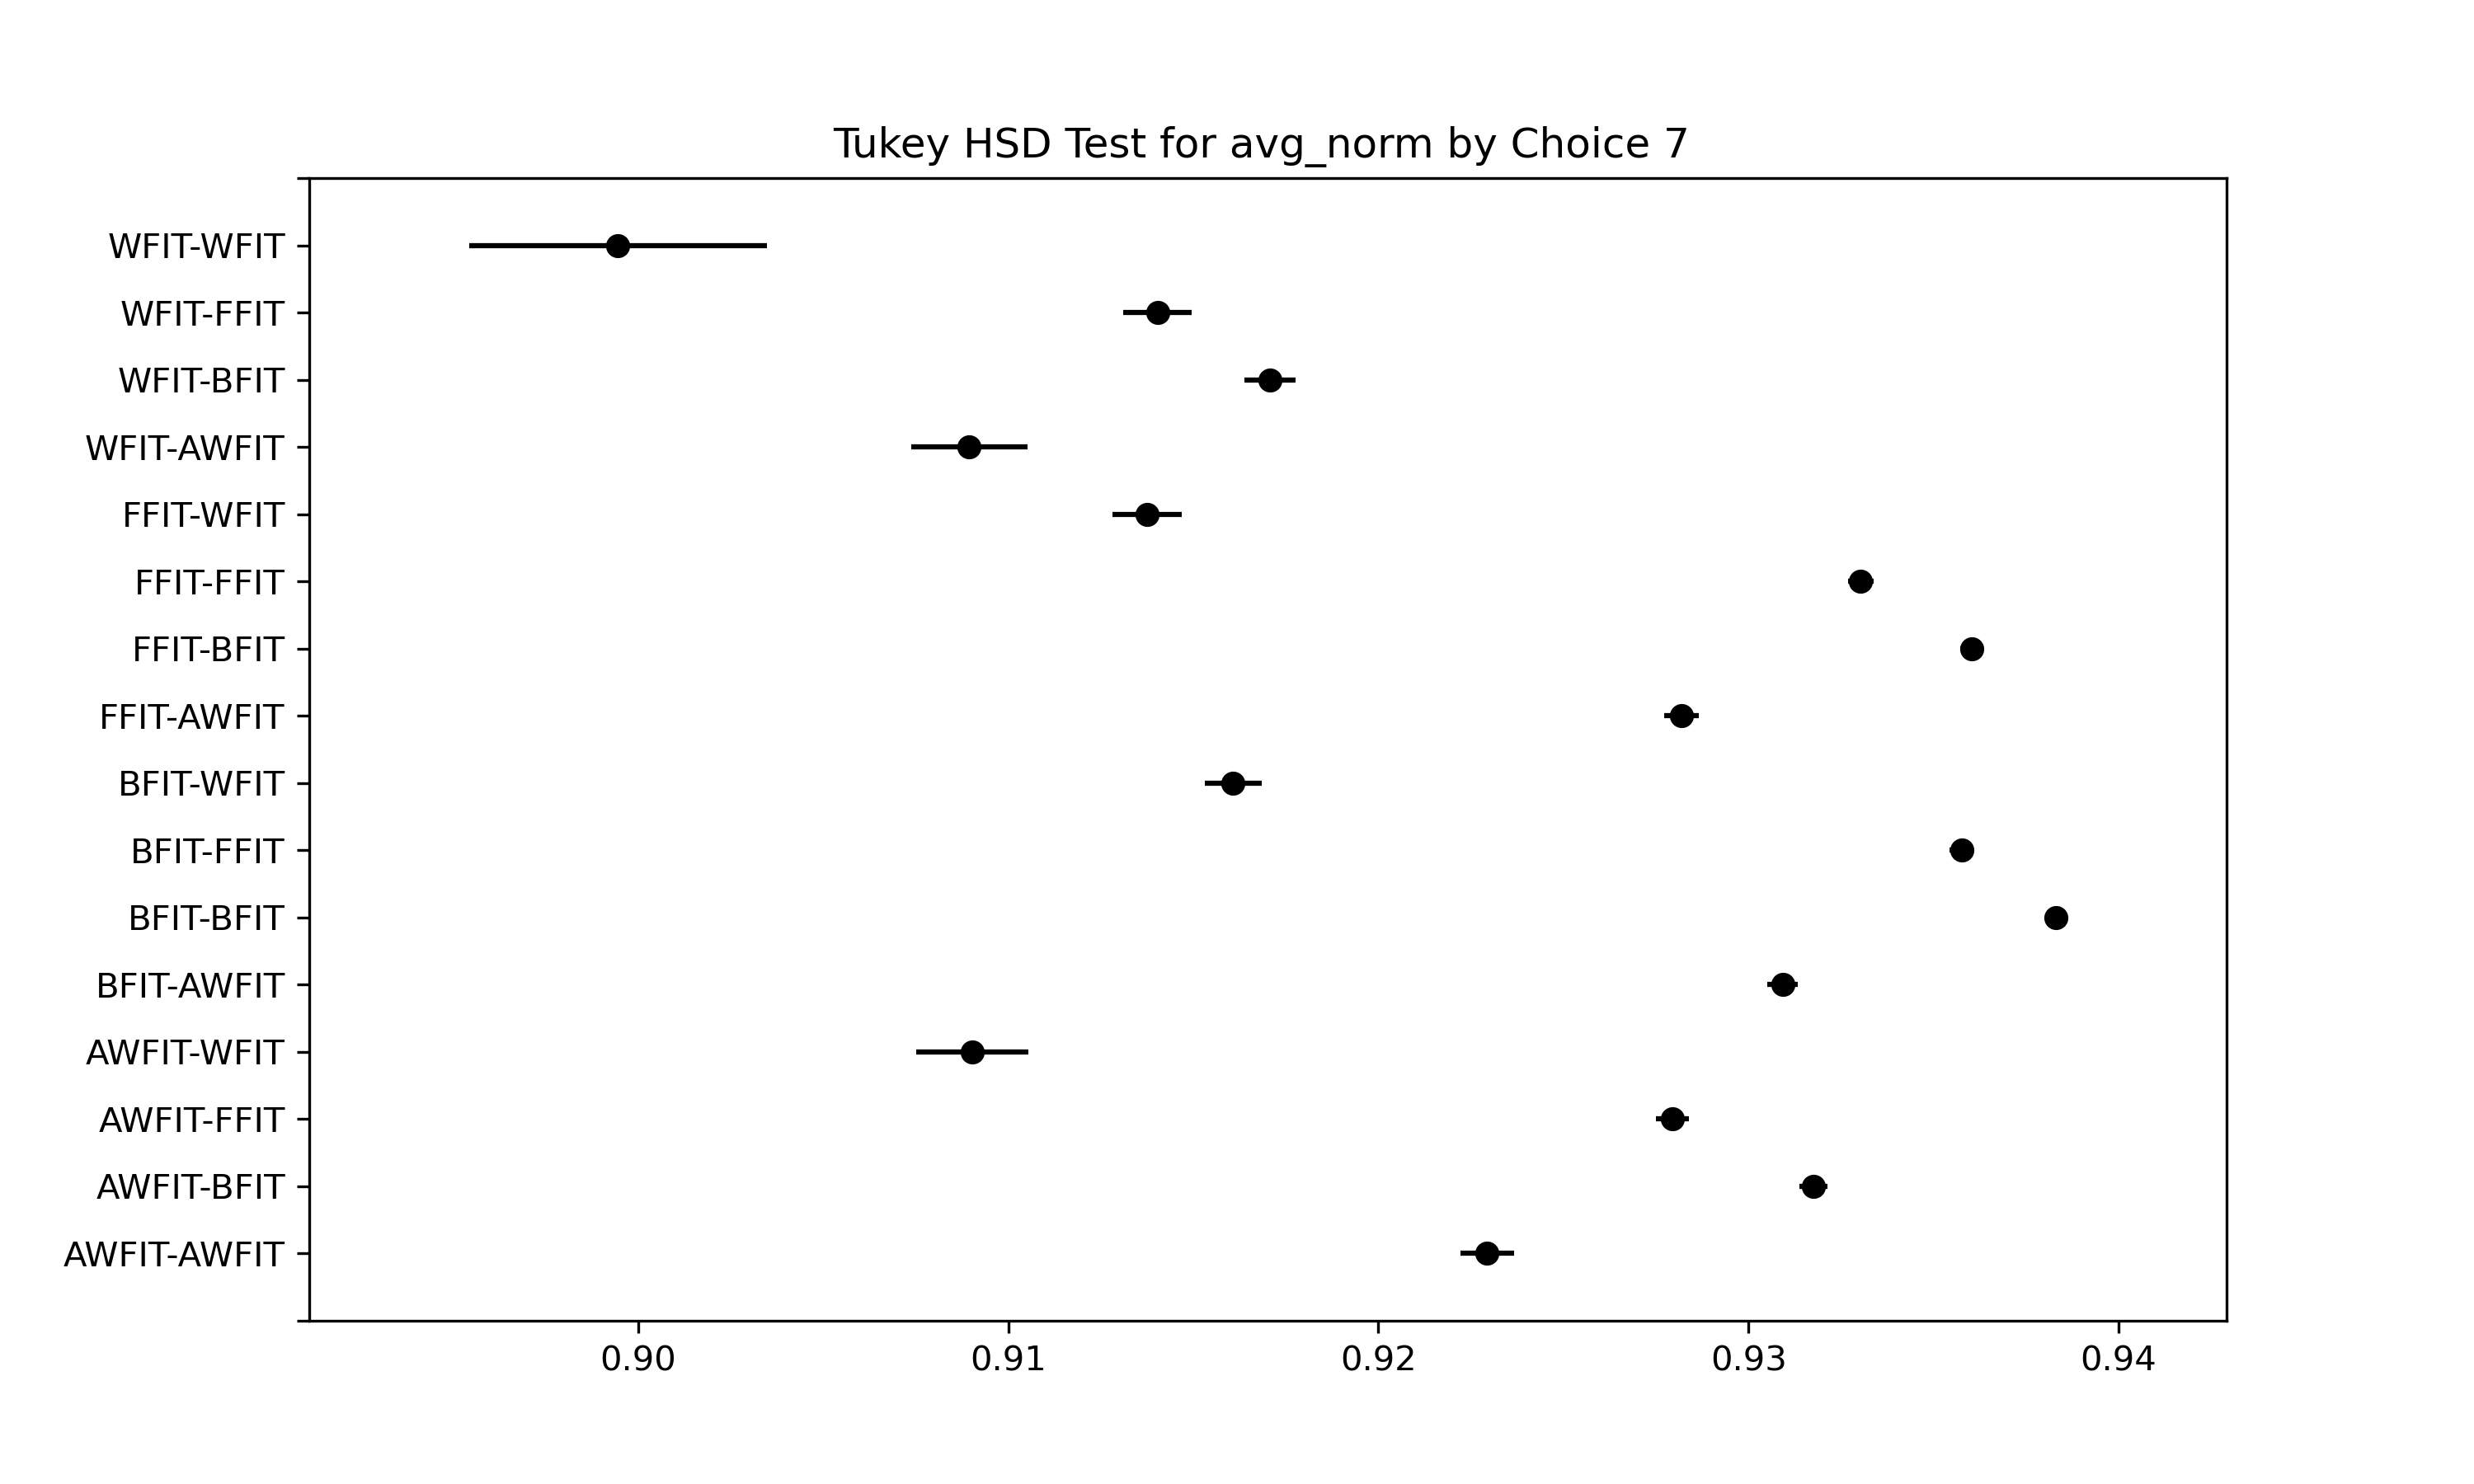 Tukey HSD Test for avg_norm by Choice 7
WFIT-WFIT
WFIT-FFIT
WFIT-BFIT
WFIT-AWFIT
FFIT-WFIT
FFIT-FFIT
FFIT-BFIT
FFIT-AWFIT
BFIT-WFIT
BFIT-FFIT
BFIT-BFIT
BFIT-AWFIT
AWFIT-WFIT
AWFIT-FFIT
AWFIT-BFIT
AWFIT-AWFIT
0.90 0.91 0.92 0.93 0.94